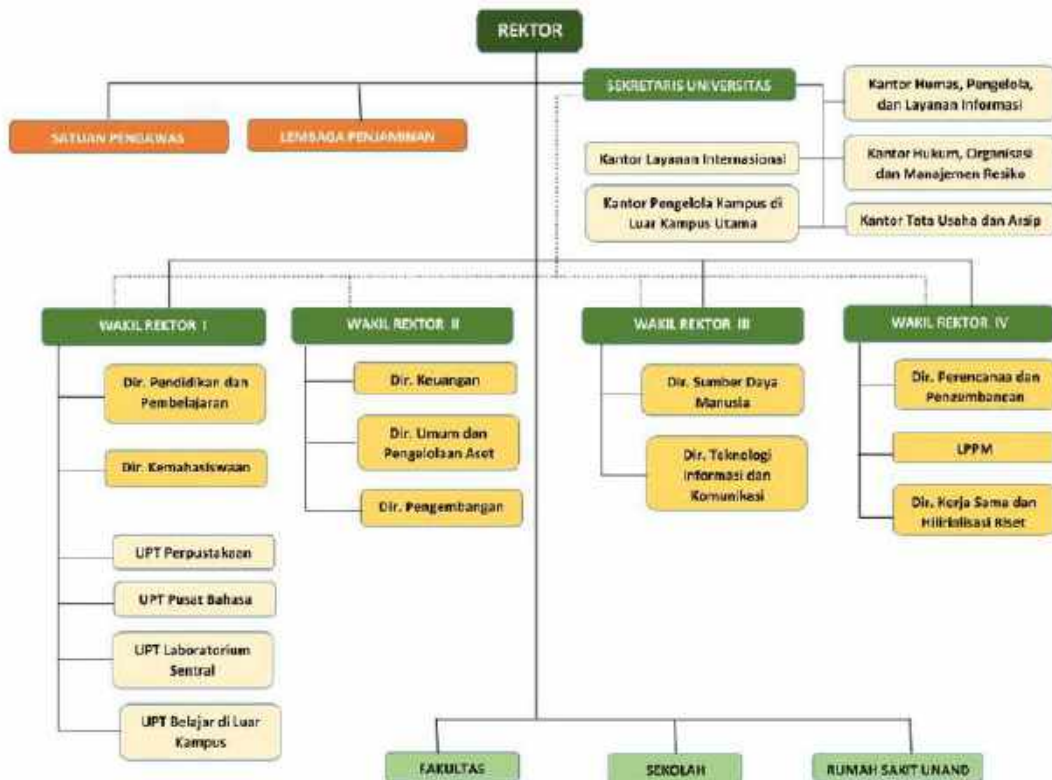 REKTOR
SEKRETARIS UNIVERSITAS
Kantor Humas, Pengelola,
dan Layanan Informasi
SATUAN PENGAWAS
LEMBAGA PENJAMINAN
Kantor Layanan Internasional
Kantor Hukum, Organisasi
dan Manajemen Resiko
Kantor Pengelola Kampus di
Luar Kampus Utama
Kantor Tata Usaha dan Arsip
WAKIL REKTOR I
WAKIL REKTOR II
WAKIL REKTOR III
WAKIL REKTOR IV
Dir. Pendidikan dan
Pembelajaran
Dir. Kemahasiswaan
UPT Perpustakaan
UPT Pusat Bahasa
UPT Laboratorium
Sentral
UPT Belajar di Luar
Kampus
Dir. Keuangan
Dir. Umum dan
Pengelolaan Aset
Dir. Pengembangan
Dir. Sumber Daya
Manusia
Dir. Teknologi
Informasi dan
Komunikasi
Dir. Perencanaa dan
Pengembangan
LPPM
Dir. Kerja Sama dan
Hilirialisasi Riset
FAKULTAS
SEKOLAH
RUMAH SAKIT UNAND